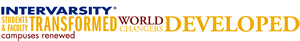 INTERVARSITY®
STUDENTS & FACULTY TRANSFORMED WORLD CHANGERS DEVELOPED
campuses renewed